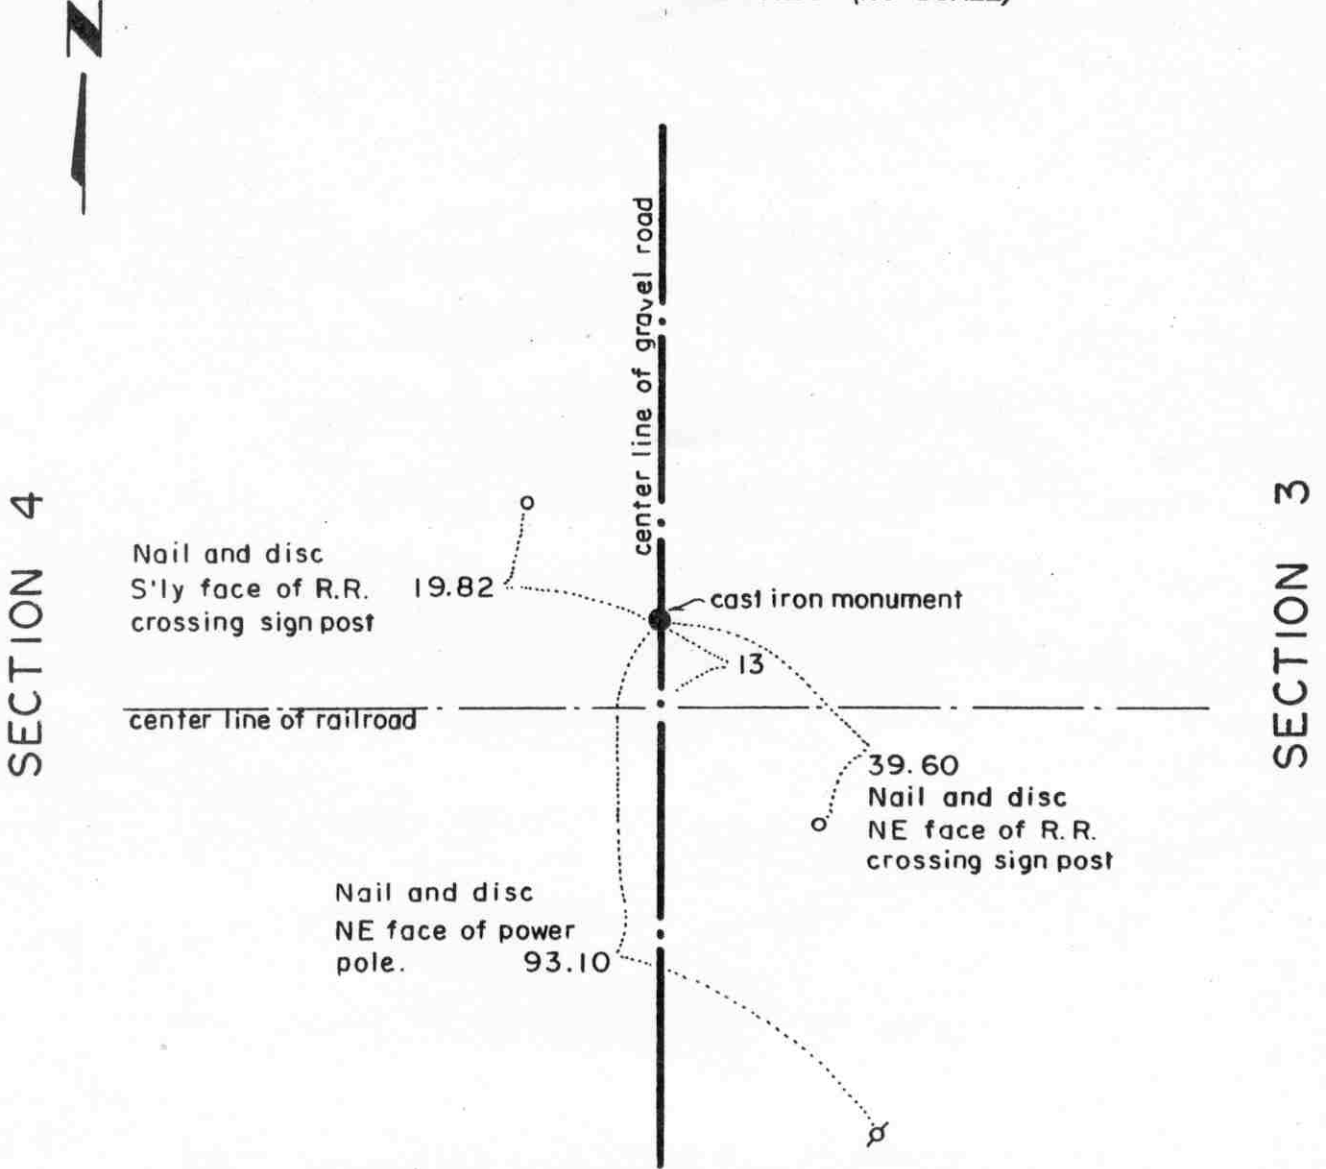 N
center line of gravel road
SECTION 4
SECTION 3
Nail and disc
S'ly face of R.R. 19.82
crossing sign post
cast iron monument
13
center line of railroad
39.60
Nail and disc
NE face of R.R.
crossing sign post
Nail and disc
NE face of power
pole. 93.10